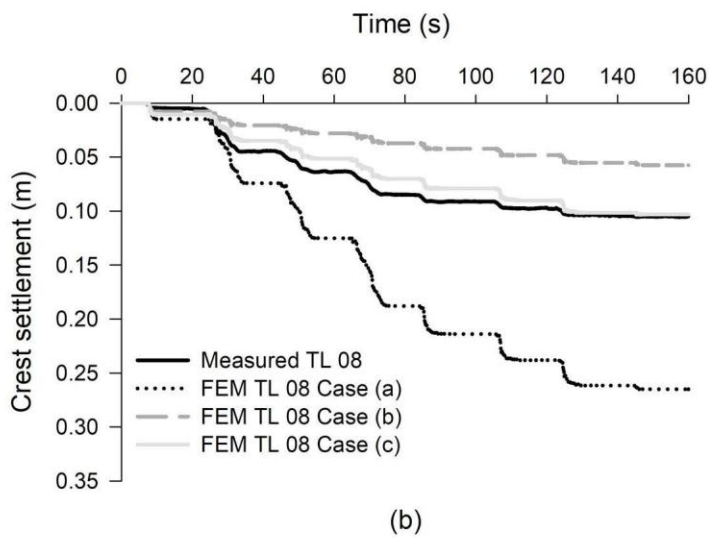 Time (s)
0 20 40 60 80 100 120 140 160
Crest settlement (m)
0.00
0.05
0.10
0.15
0.20
0.25
0.30
0.35
Measured TL 08
FEM TL 08 Case (a)
FEM TL 08 Case (b)
FEM TL 08 Case (c)
(b)